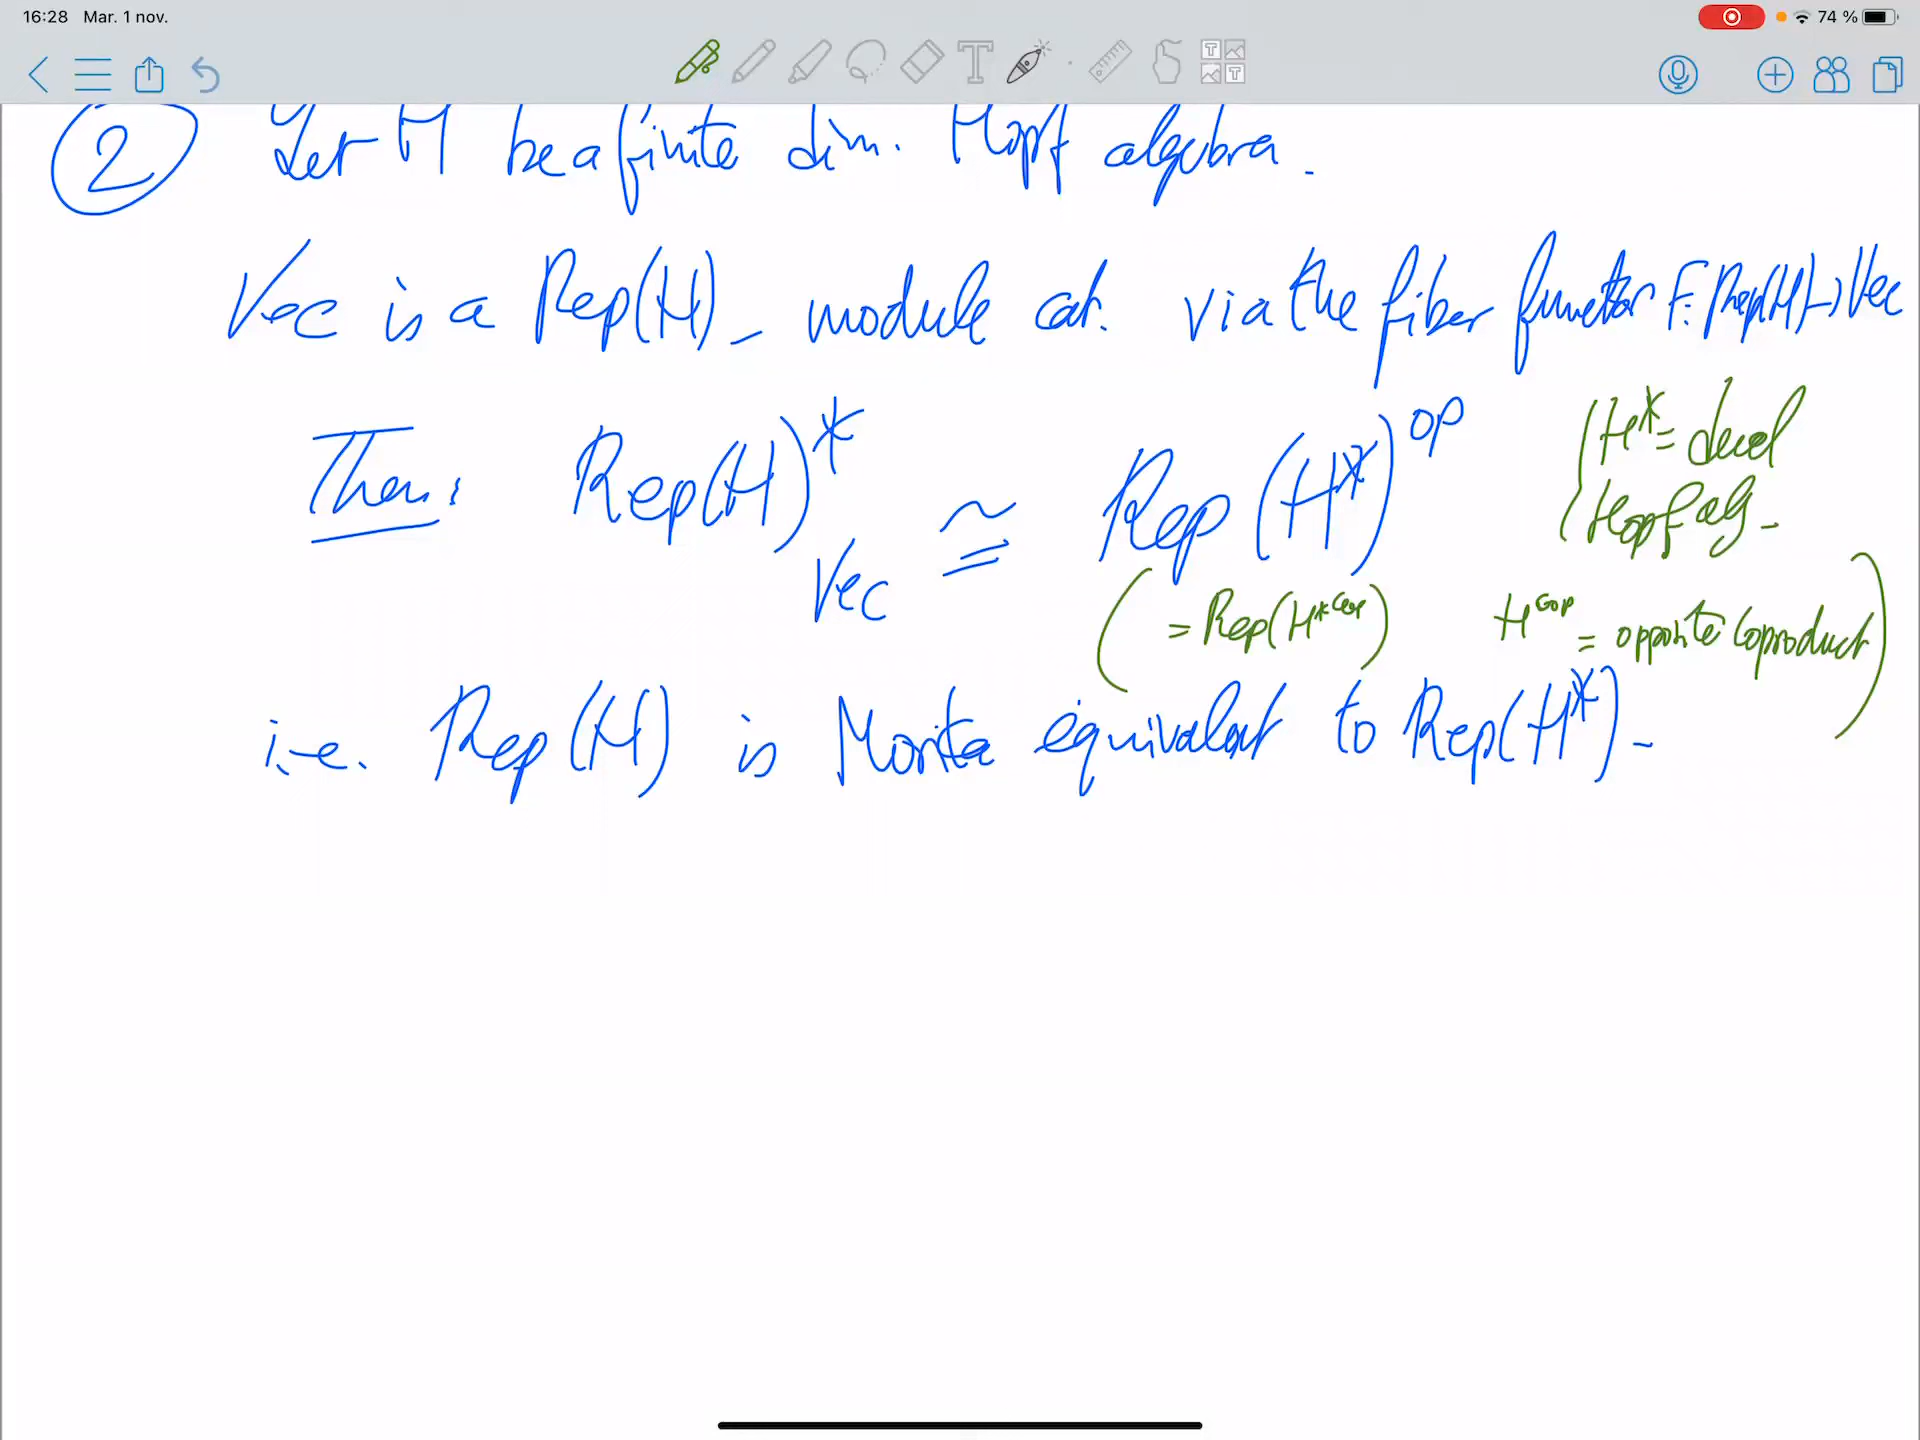 16:28 Mar. 1 nov.
74 %
② Let H be a finite dim. Hopf algebra.
Vec is a Rep(H)_ module cat. via the fiber functor F: Rep(H)→Vec
Then: Rep(H)*_Vec ≅ Rep(H*)^op
H* = dual
Hopf alg.
(= Rep(H*^cop) H^cop = opposite coproduct)
i.e. Rep(H) is Morita equivalent to Rep(H*).